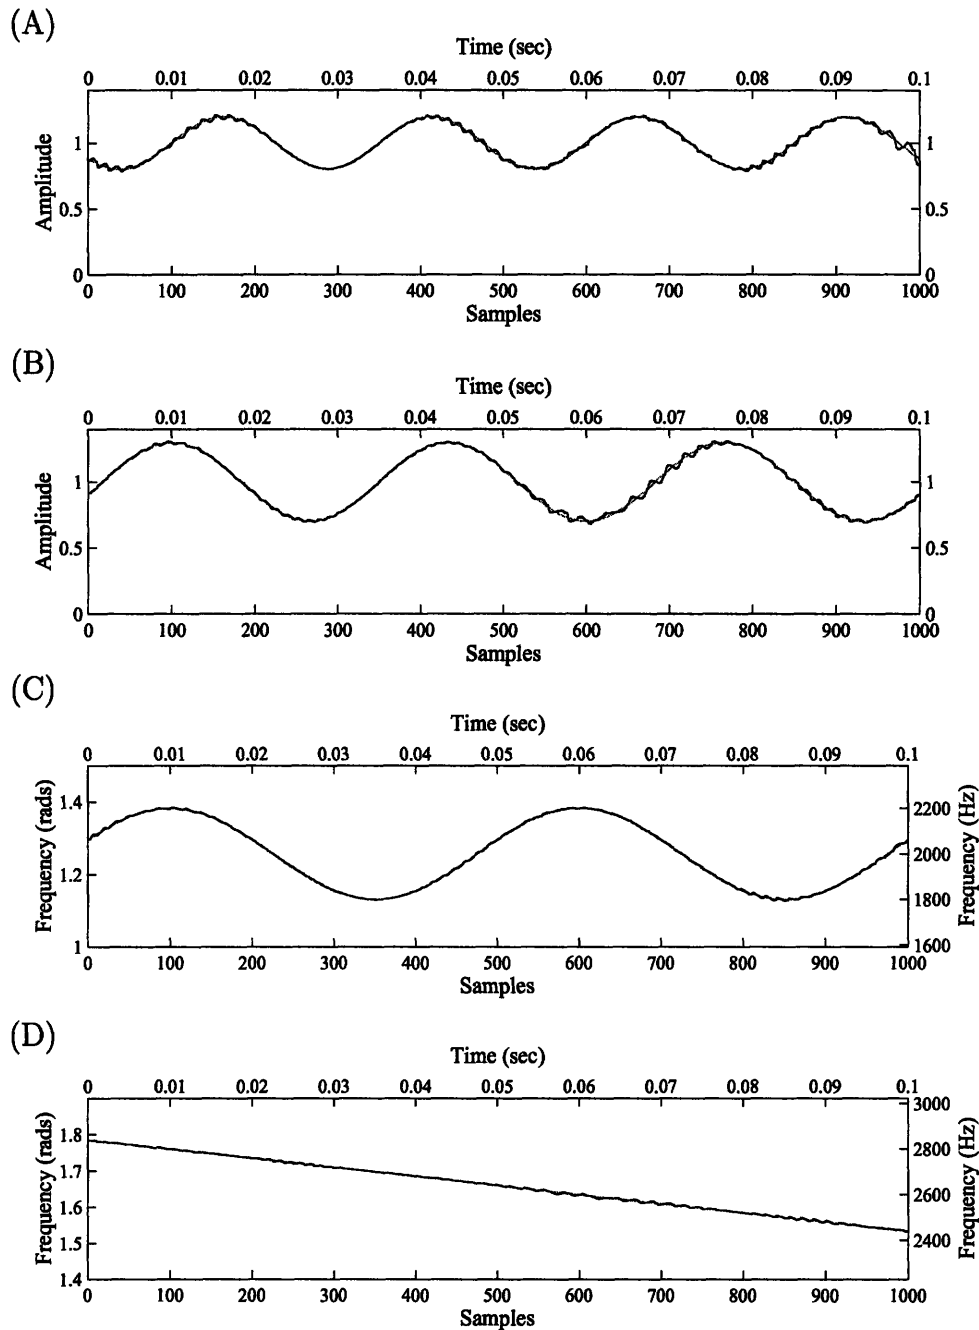 (A)
Time (sec)
0 0.01 0.02 0.03 0.04 0.05 0.06 0.07 0.08 0.09 0.1
Amplitude
1 1
0.5 0.5
0 0
0 100 200 300 400 500 600 700 800 900 1000
Samples
(B)
Time (sec)
0 0.01 0.02 0.03 0.04 0.05 0.06 0.07 0.08 0.09 0.1
Amplitude
1 1
0.5 0.5
0 0
0 100 200 300 400 500 600 700 800 900 1000
Samples
(C)
Time (sec)
0 0.01 0.02 0.03 0.04 0.05 0.06 0.07 0.08 0.09 0.1
Frequency (rads)
Frequency (Hz)
1.4 2200
2000
1.2 1800
1 1600
0 100 200 300 400 500 600 700 800 900 1000
Samples
(D)
Time (sec)
0 0.01 0.02 0.03 0.04 0.05 0.06 0.07 0.08 0.09 0.1
Frequency (rads)
Frequency (Hz)
3000
1.8 2800
1.7
1.6 2600
1.5 2400
1.4
0 100 200 300 400 500 600 700 800 900 1000
Samples